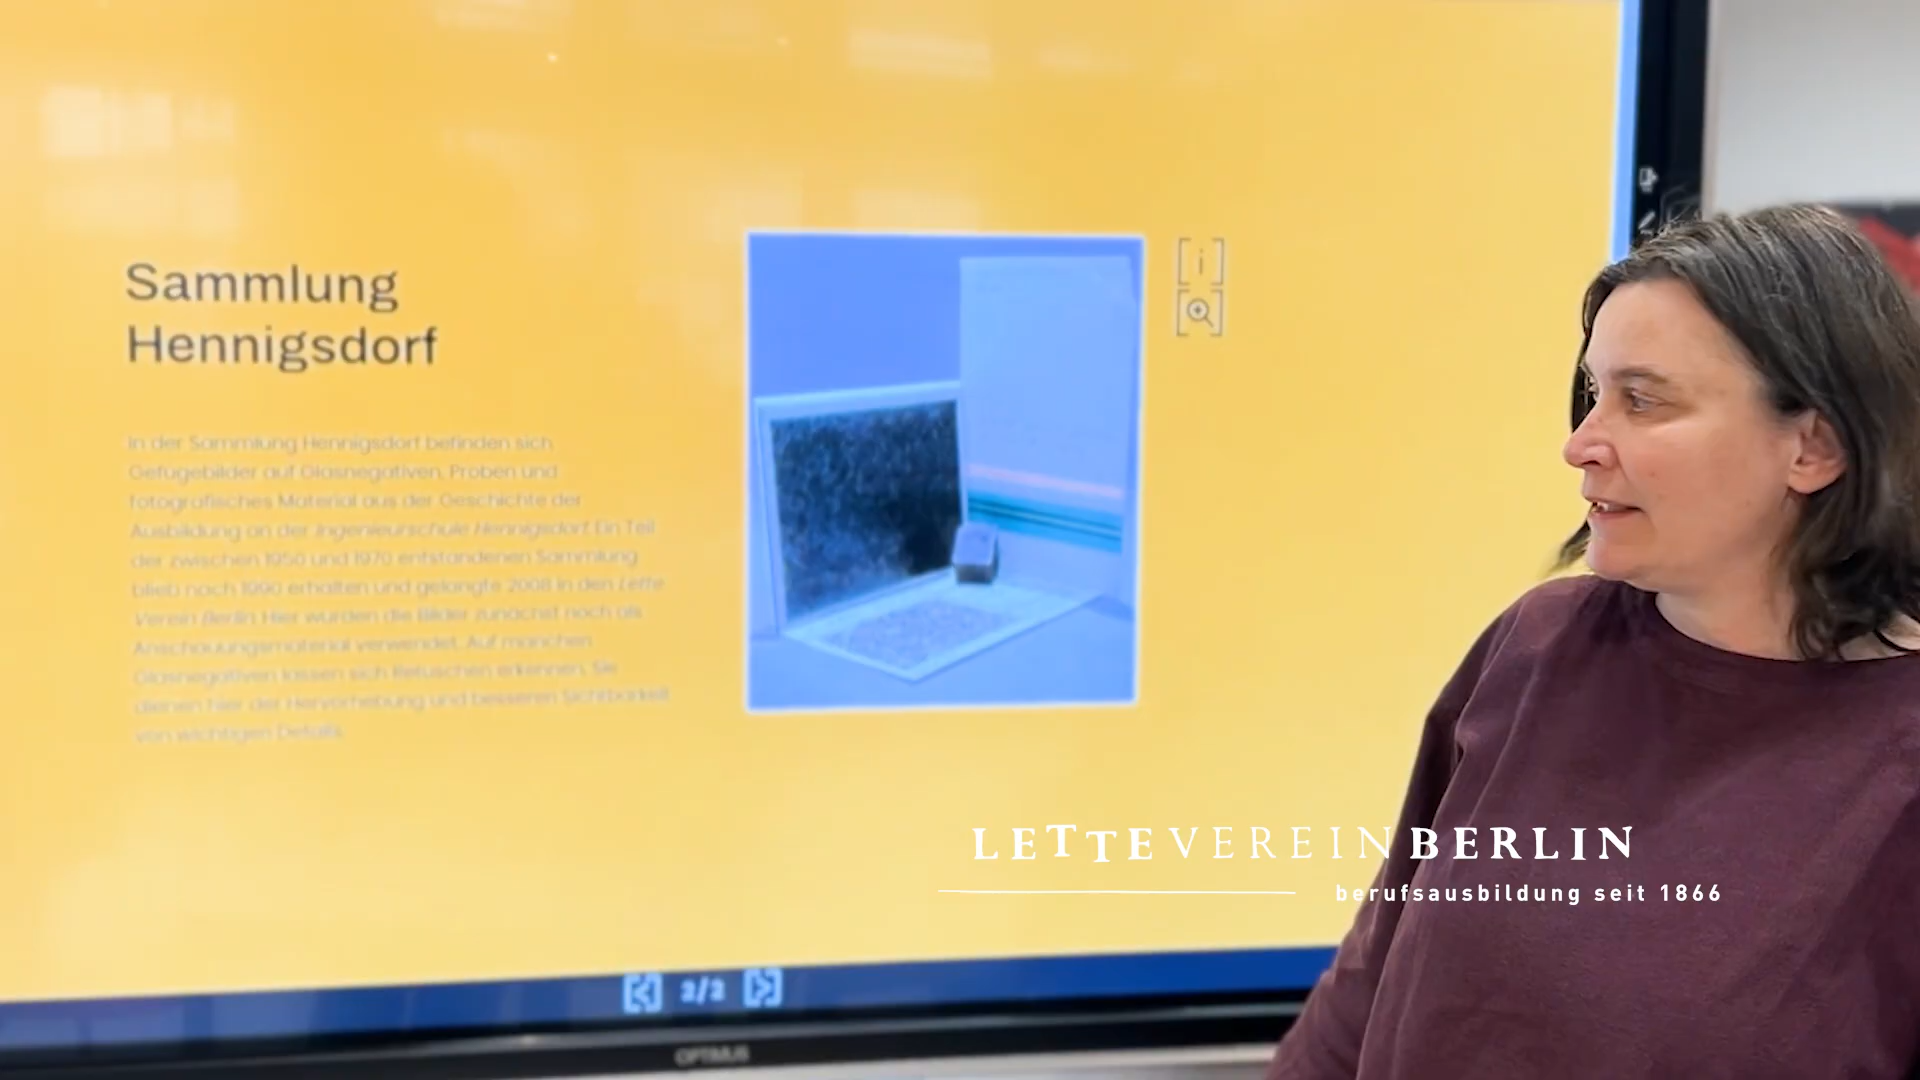 Sammlung
Hennigsdorf
In der Sammlung Hennigsdorf befinden sich
Gefügebilder auf Glasnegativen, Proben und
fotografisches Material aus der Geschichte der
Ausbildung an der Ingenieurschule Hennigsdorf. Ein Teil
der zwischen 1950 und 1970 entstandenen Sammlung
blieb nach 1990 erhalten und gelangte 2008 in den Lette
Verein Berlin. Hier wurden die Bilder zunächst noch als
Anschauungsmaterial verwendet. Auf manchen
Glasnegativen lassen sich Retuschen erkennen. Sie
dienen hier der Hervorhebung und besseren Sichtbarkeit
von wichtigen Details.
[i]
LETTEVEREINBERLIN
berufsausbildung seit 1866
[<] 2/2 [>]
OPTIMUS